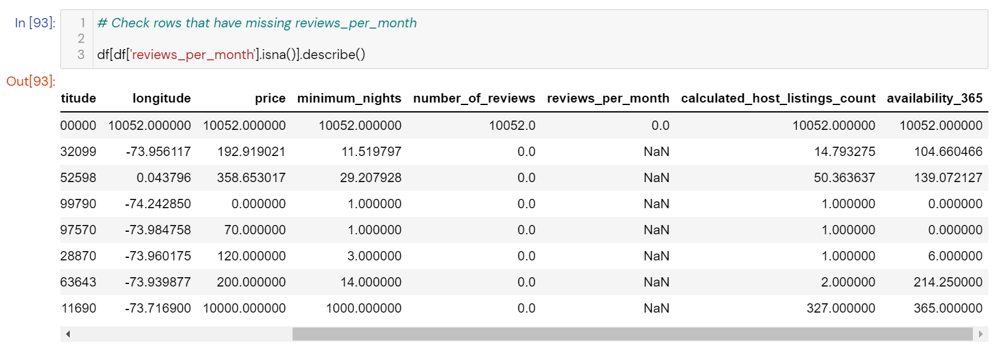 In [93]: 1 # Check rows that have missing reviews_per_month
2
3 df[df['reviews_per_month'].isna()].describe()
Out[93]:
titude longitude price minimum_nights number_of_reviews reviews_per_month calculated_host_listings_count availability_365
00000 10052.000000 10052.000000 10052.000000 10052.0 0.0 10052.000000 10052.000000
32099 -73.956117 192.919021 11.519797 0.0 NaN 14.793275 104.660466
52598 0.043796 358.653017 29.207928 0.0 NaN 50.363637 139.072127
99790 -74.242850 0.000000 1.000000 0.0 NaN 1.000000 0.000000
97570 -73.984758 70.000000 1.000000 0.0 NaN 1.000000 0.000000
28870 -73.960175 120.000000 3.000000 0.0 NaN 1.000000 6.000000
63643 -73.939877 200.000000 14.000000 0.0 NaN 2.000000 214.250000
11690 -73.716900 10000.000000 1000.000000 0.0 NaN 327.000000 365.000000